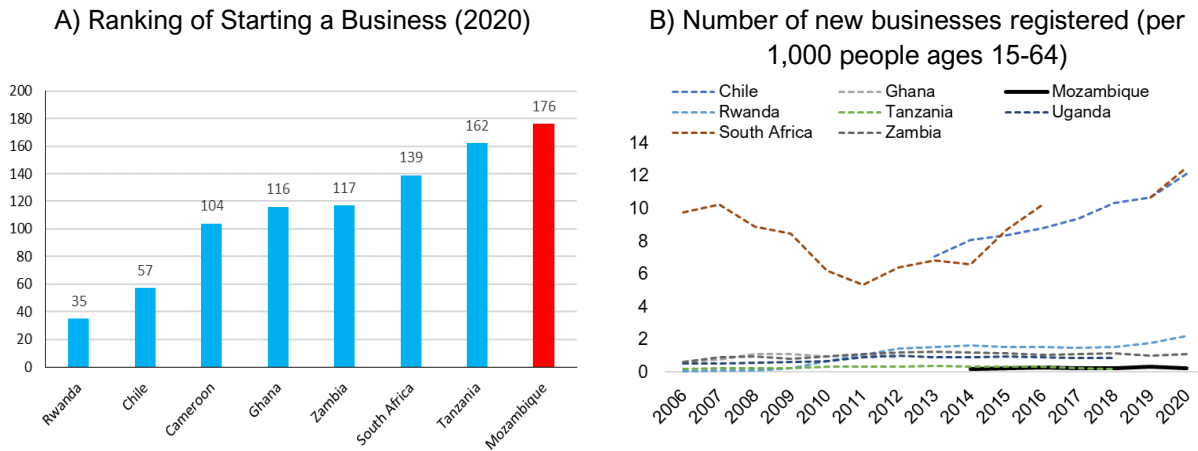 A) Ranking of Starting a Business (2020)
200
180
160
140
120
100
80
60
40
20
0
35
57
104
116
117
139
162
176
Rwanda
Chile
Cameroon
Ghana
Zambia
South Africa
Tanzania
Mozambique
B) Number of new businesses registered (per
1,000 people ages 15-64)
Chile
Ghana
Mozambique
Rwanda
Tanzania
Uganda
South Africa
Zambia
14
12
10
8
6
4
2
0
2006
2007
2008
2009
2010
2011
2012
2013
2014
2015
2016
2017
2018
2019
2020